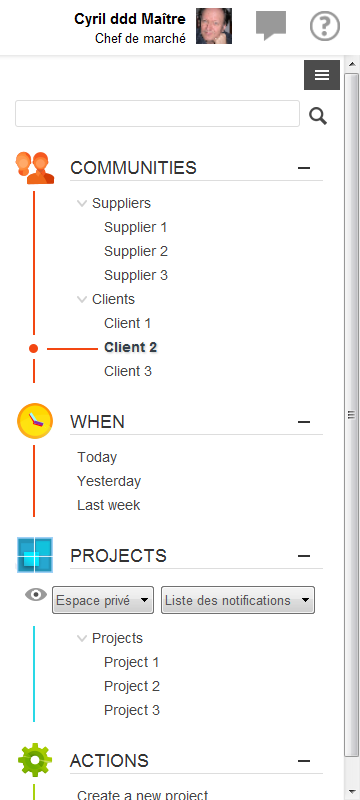 Cyril ddd Maître
Chef de marché
COMMUNITIES
Suppliers
Supplier 1
Supplier 2
Supplier 3
Clients
Client 1
Client 2
Client 3
WHEN
Today
Yesterday
Last week
PROJECTS
Espace privé Liste des notifications
Projects
Project 1
Project 2
Project 3
ACTIONS
Create a new project